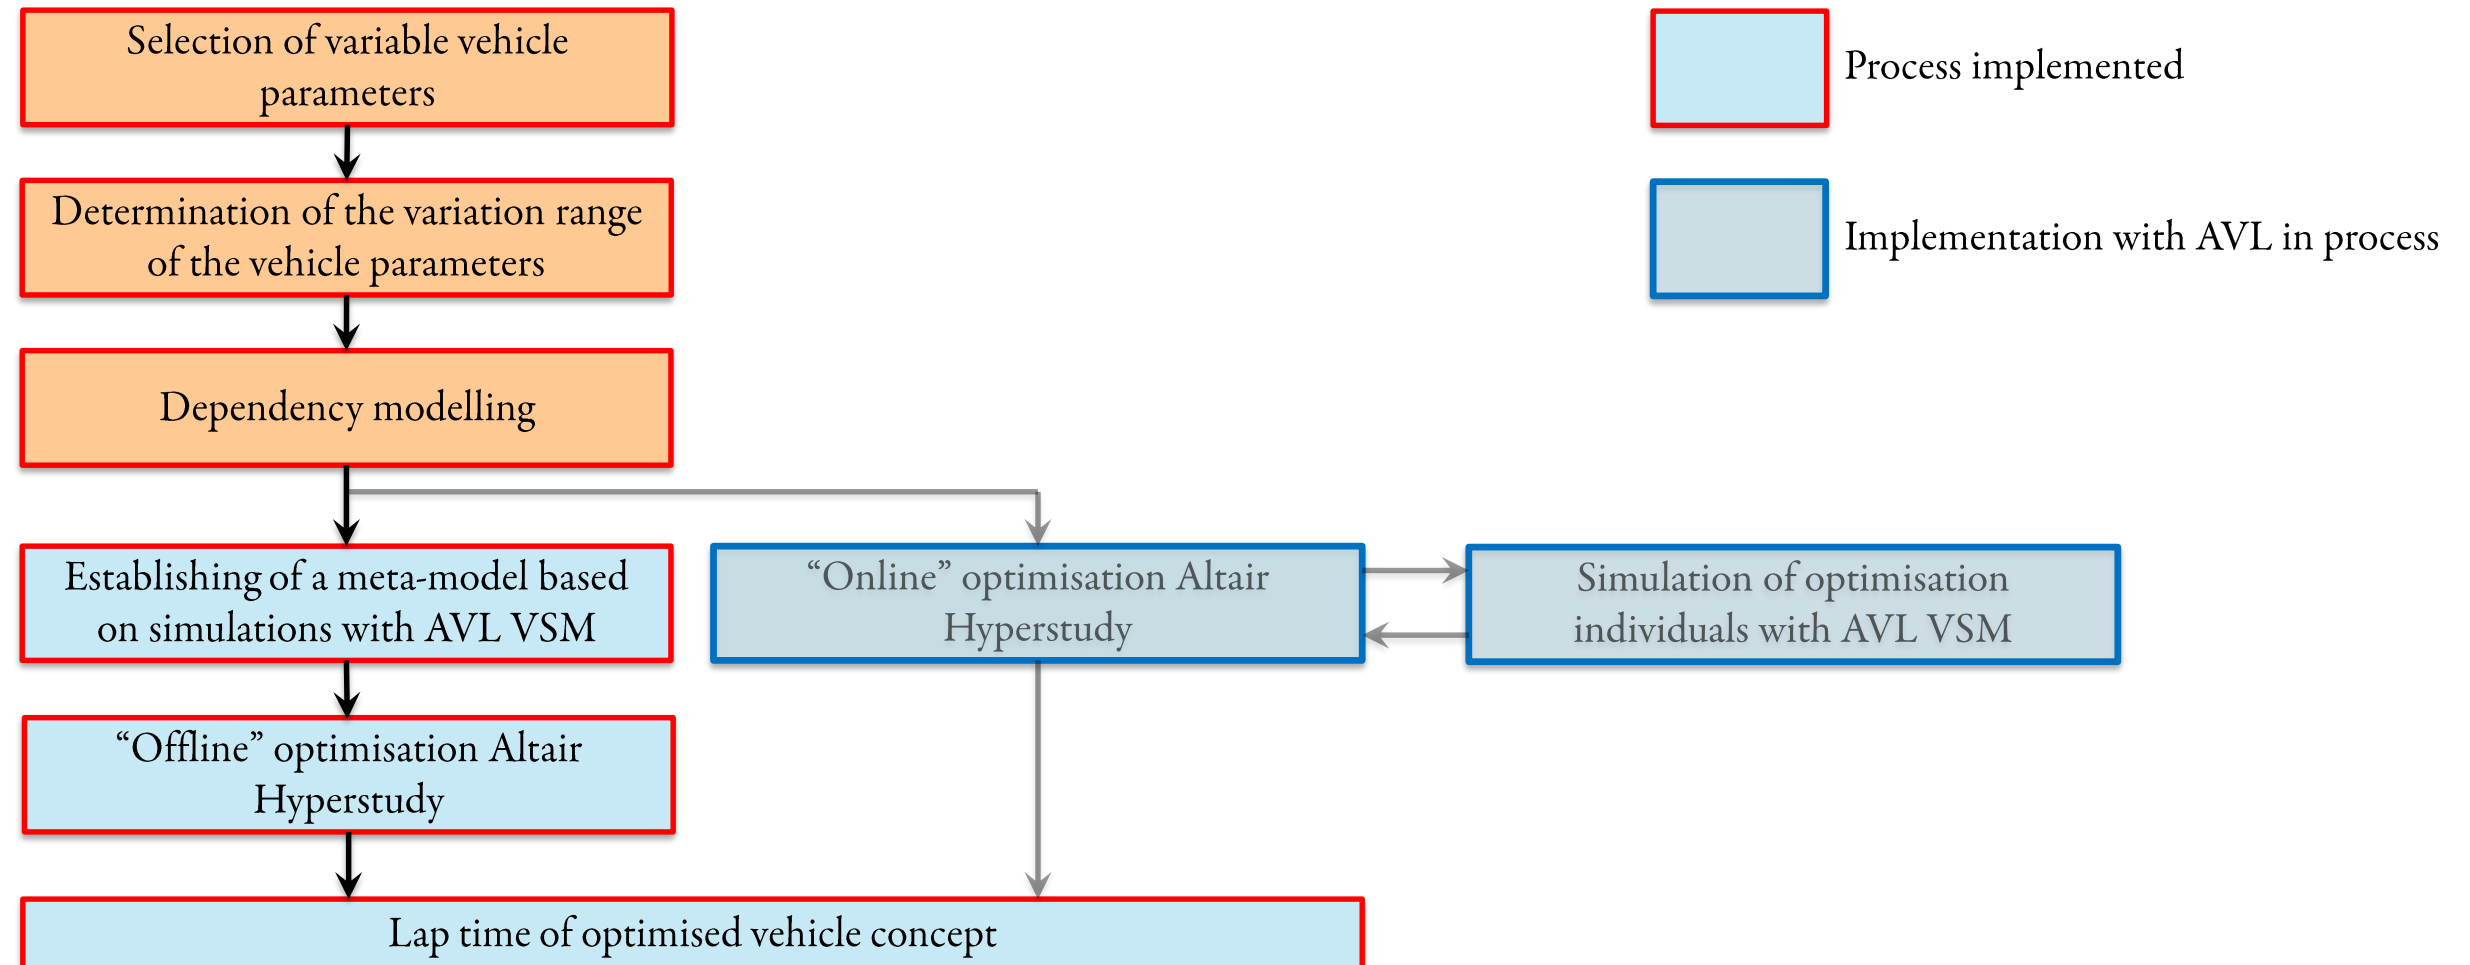 Selection of variable vehicle
parameters
Process implemented
Determination of the variation range
of the vehicle parameters
Implementation with AVL in process
Dependency modelling
Establishing of a meta-model based
on simulations with AVL VSM
“Online” optimisation Altair
Hyperstudy
Simulation of optimisation
individuals with AVL VSM
“Offline” optimisation Altair
Hyperstudy
Lap time of optimised vehicle concept